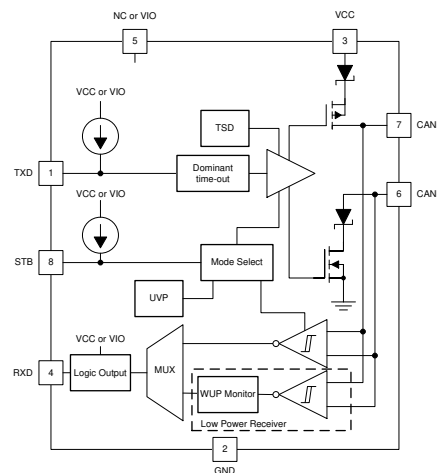 NC or VIO
VCC
5
3
VCC or VIO
TSD
7
CAN
TXD
1
Dominant
time-out
6
CAN
VCC or VIO
STB
8
Mode Select
UVP
VCC or VIO
RXD
4
Logic Output
MUX
WUP Monitor
Low Power Receiver
2
GND